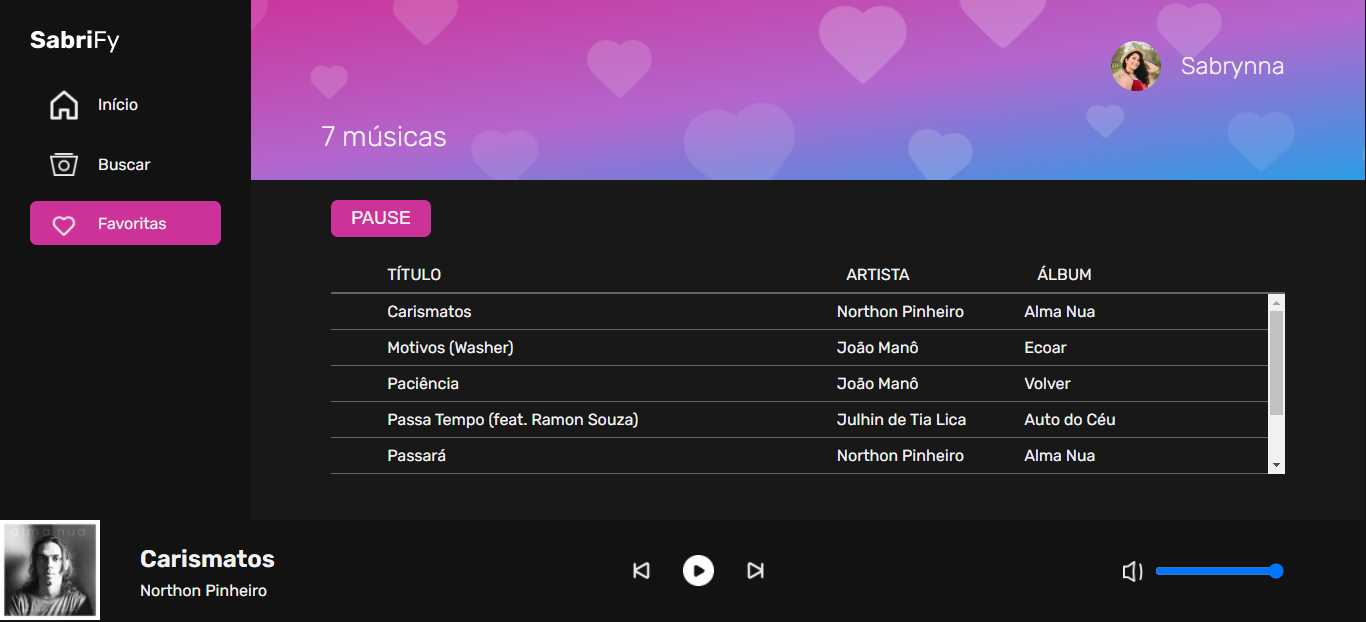 SabriFy
Início
Buscar
Favoritas
Sabrynna
7 músicas
PAUSE
TÍTULO ARTISTA ÁLBUM
Carismatos Northon Pinheiro Alma Nua
Motivos (Washer) João Manô Ecoar
Paciência João Manô Volver
Passa Tempo (feat. Ramon Souza) Julhin de Tia Lica Auto do Céu
Passará Northon Pinheiro Alma Nua
almanua
Carismatos
Northon Pinheiro